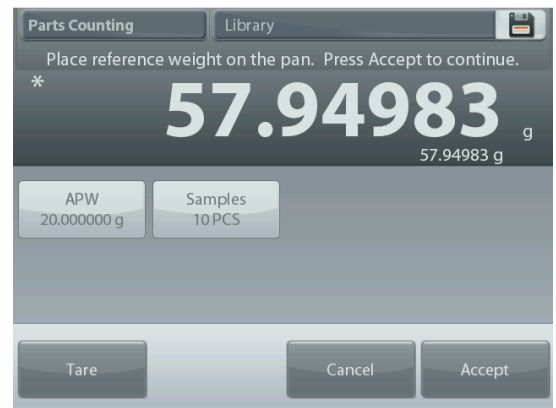 Parts Counting Library
Place reference weight on the pan. Press Accept to continue.
* 57.94983 g
57.94983 g
APW Samples
20.000000 g 10 PCS
Tare Cancel Accept